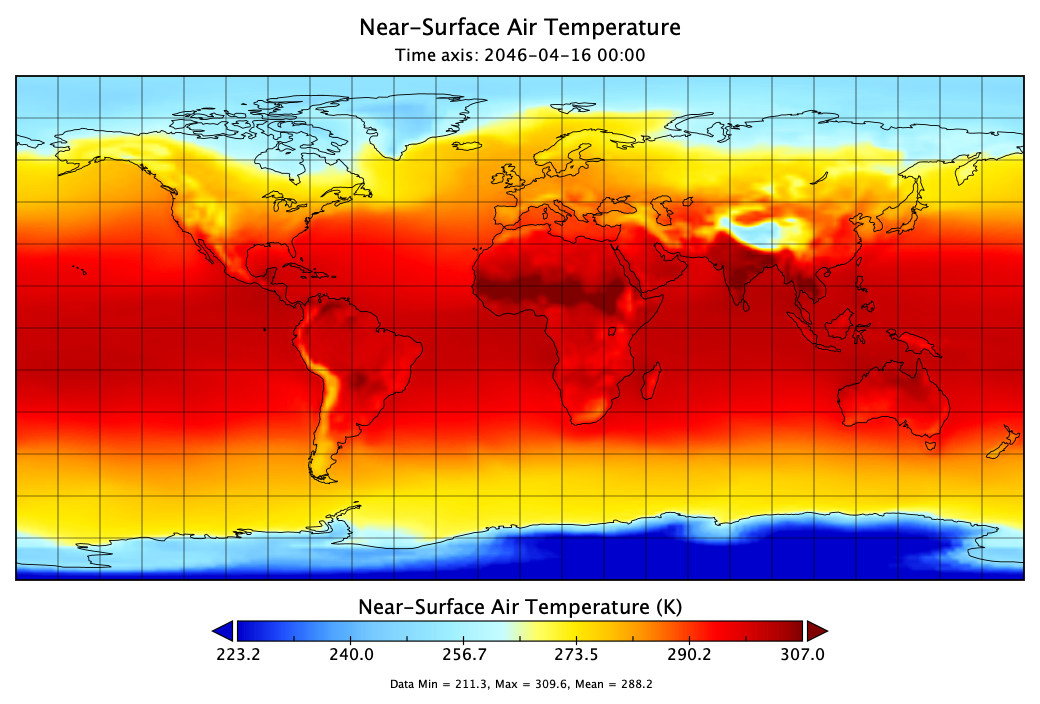 Near-Surface Air Temperature
Time axis: 2046-04-16 00:00
Near-Surface Air Temperature (K)
223.2 240.0 256.7 273.5 290.2 307.0
Data Min = 211.3, Max = 309.6, Mean = 288.2